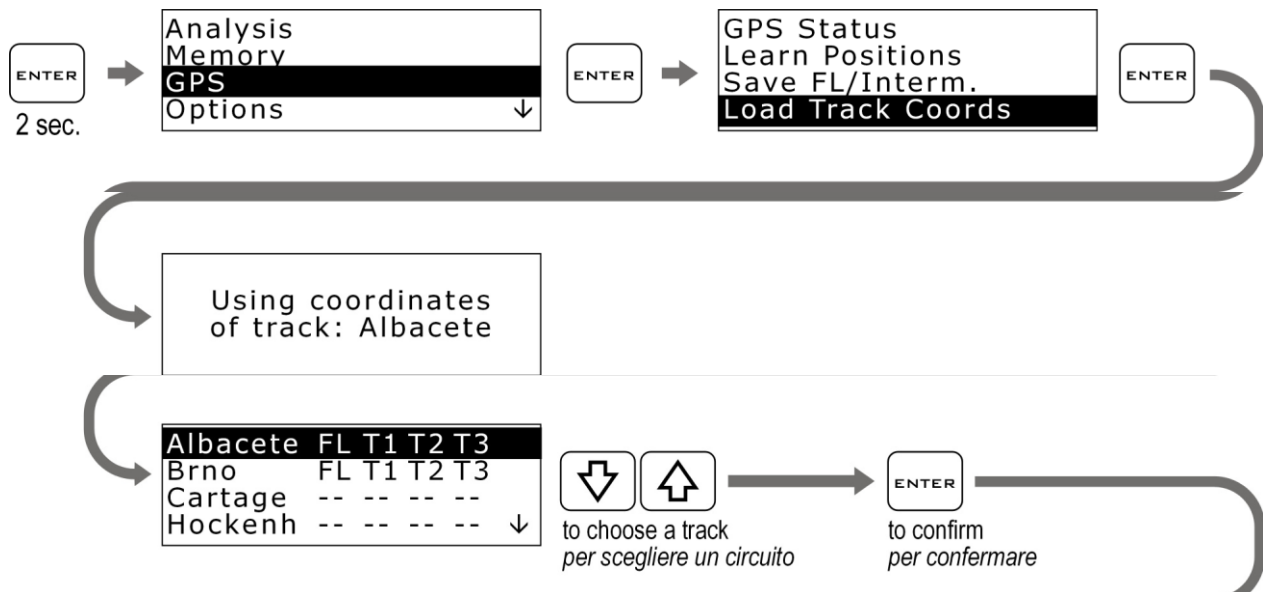 ENTER
2 sec.
Analysis
Memory
GPS
Options ↓
ENTER
GPS Status
Learn Positions
Save FL/Interm.
Load Track Coords
ENTER
Using coordinates
of track: Albacete
Albacete FL T1 T2 T3
Brno FL T1 T2 T3
Cartage -- -- -- --
Hockenh -- -- -- -- ↓
to choose a track
per scegliere un circuito
ENTER
to confirm
per confermare